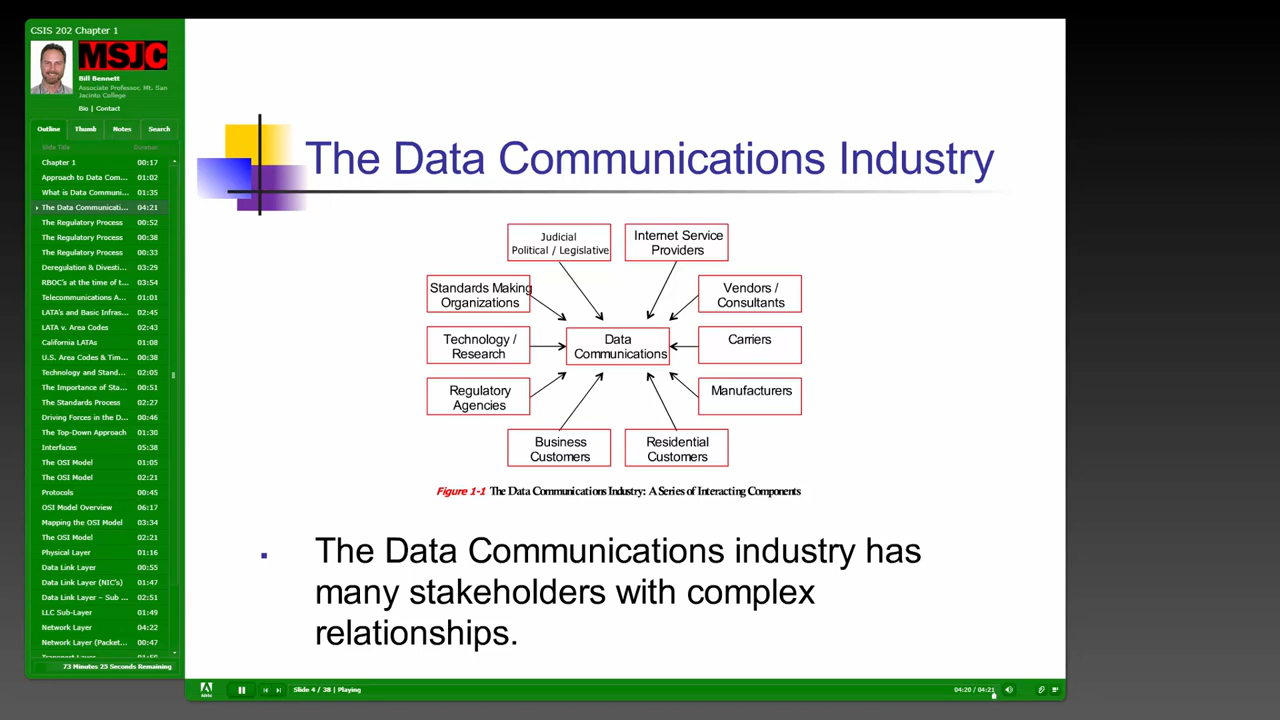 CSIS 202 Chapter 1
MSJC
Bill Bennett
Associate Professor, Mt. San
Jacinto College
Bio | Contact
Outline Thumb Notes Search
Slide Title Duration
Chapter 1 00:17
Approach to Data Com... 01:02
What is Data Communi... 01:35
The Data Communicati... 04:21
The Regulatory Process 00:52
The Regulatory Process 00:38
The Regulatory Process 00:33
Deregulation & Divesti... 03:29
RBOC's at the time of t... 03:54
Telecommunications A... 01:01
LATA's and Basic Infras... 02:45
LATA v. Area Codes 02:43
California LATAs 01:08
U.S. Area Codes & Tim... 00:38
Technology and Stand... 02:05
The Importance of Sta... 00:51
The Standards Process 02:27
Driving Forces in the D... 00:46
The Top-Down Approach 01:30
Interfaces 05:38
The OSI Model 01:05
The OSI Model 02:21
Protocols 00:45
OSI Model Overview 06:17
Mapping the OSI Model 03:34
The OSI Model 02:21
Physical Layer 01:16
Data Link Layer 00:55
Data Link Layer (NIC's) 01:47
Data Link Layer – Sub ... 02:51
LLC Sub-Layer 01:49
Network Layer 04:22
Network Layer (Packet... 00:47
73 Minutes 25 Seconds Remaining
The Data Communications Industry
Judicial
Political / Legislative
Internet Service
Providers
Standards Making
Organizations
Vendors /
Consultants
Technology /
Research
Data
Communications
Carriers
Regulatory
Agencies
Manufacturers
Business
Customers
Residential
Customers
Figure 1-1 The Data Communications Industry: A Series of Interacting Components
The Data Communications industry has
many stakeholders with complex
relationships.
Slide 4 / 38 | Playing
04:20 / 04:21